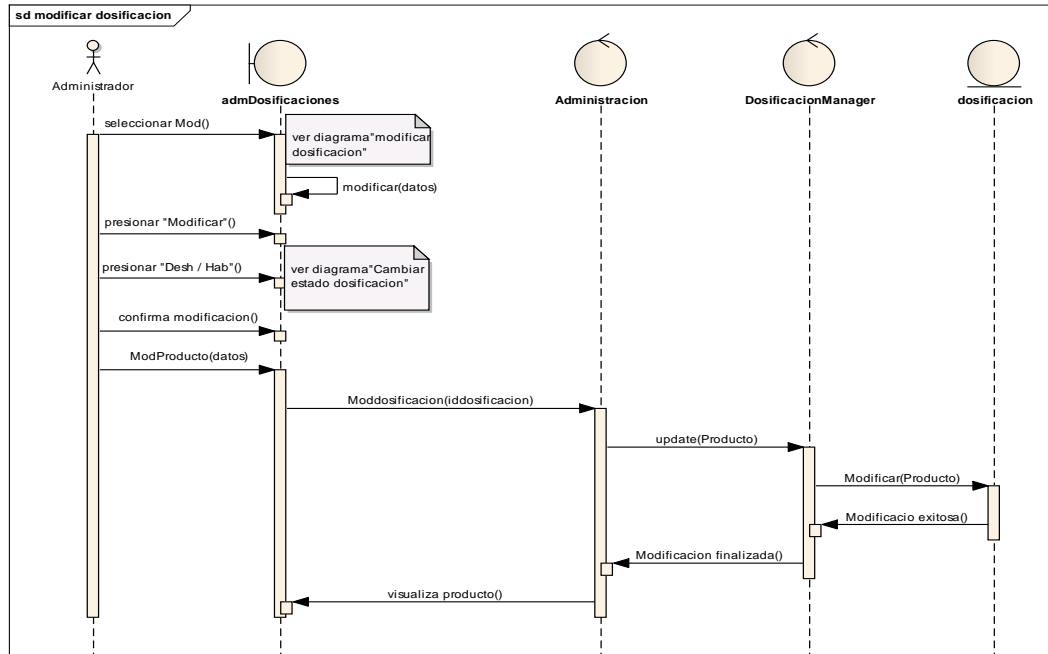 sd modificar dosificacion
Administrador
admDosificaciones
Administracion
DosificacionManager
dosificacion
seleccionar Mod()
ver diagrama"modificar
dosificacion"
modificar(datos)
presionar "Modificar"()
presionar "Desh / Hab"()
ver diagrama"Cambiar
estado dosificacion"
confirma modificacion()
ModProducto(datos)
Moddosificacion(iddosificacion)
update(Producto)
Modificar(Producto)
Modificacio exitosa()
Modificacion finalizada()
visualiza producto()